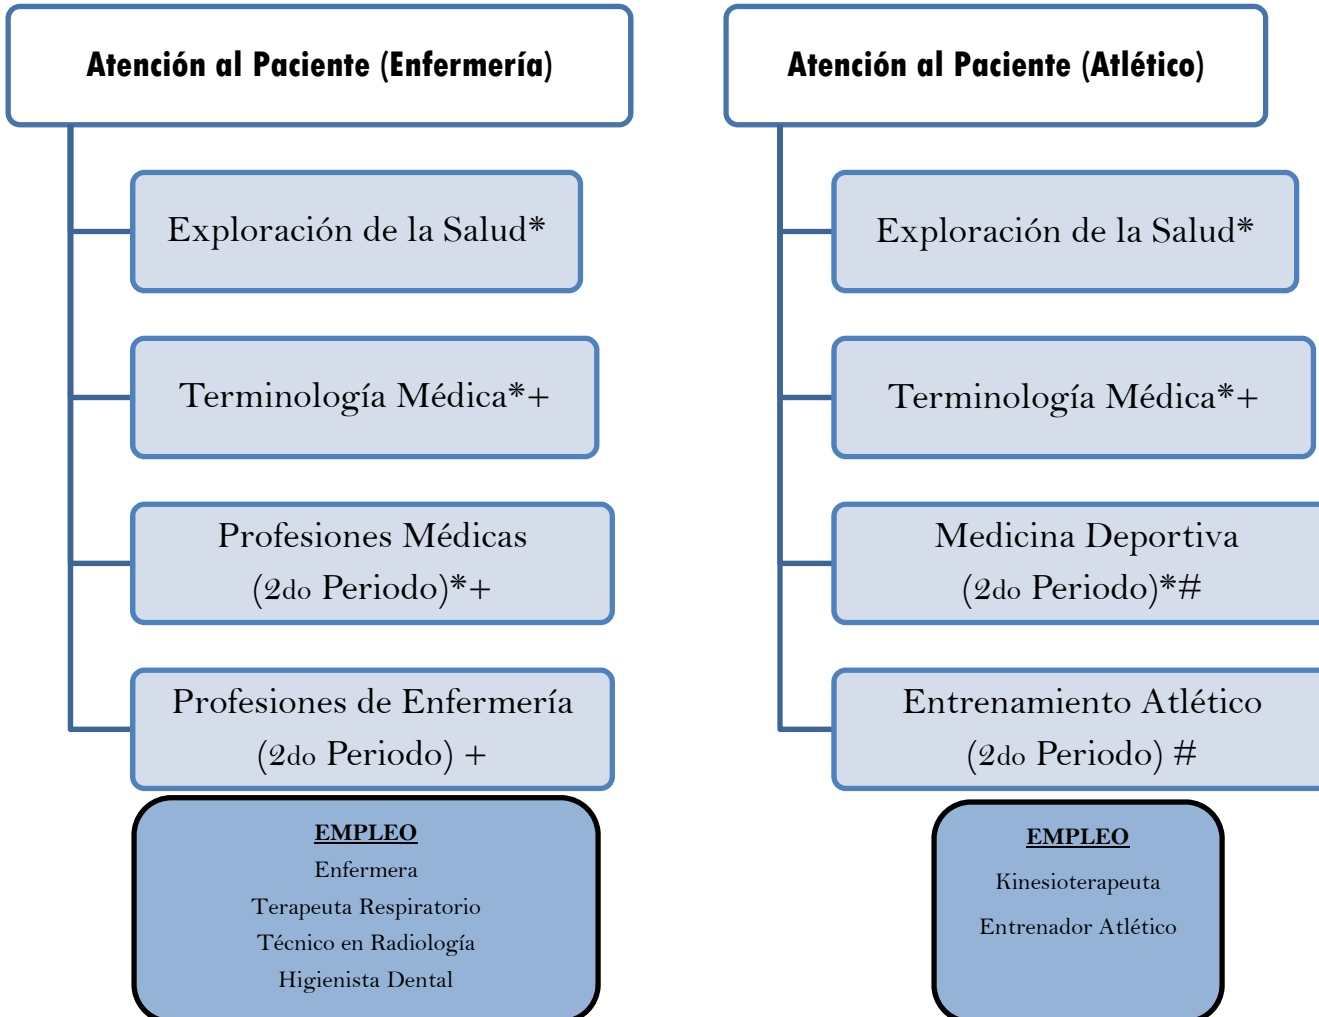 Atención al Paciente (Enfermería)
Exploración de la Salud*
Terminología Médica*+
Profesiones Médicas
(2do Periodo)*+
Profesiones de Enfermería
(2do Periodo) +
EMPLEO
Enfermera
Terapeuta Respiratorio
Técnico en Radiología
Higienista Dental
Atención al Paciente (Atlético)
Exploración de la Salud*
Terminología Médica*+
Medicina Deportiva
(2do Periodo)*#
Entrenamiento Atlético
(2do Periodo) #
EMPLEO
Kinesioterapeuta
Entrenador Atlético